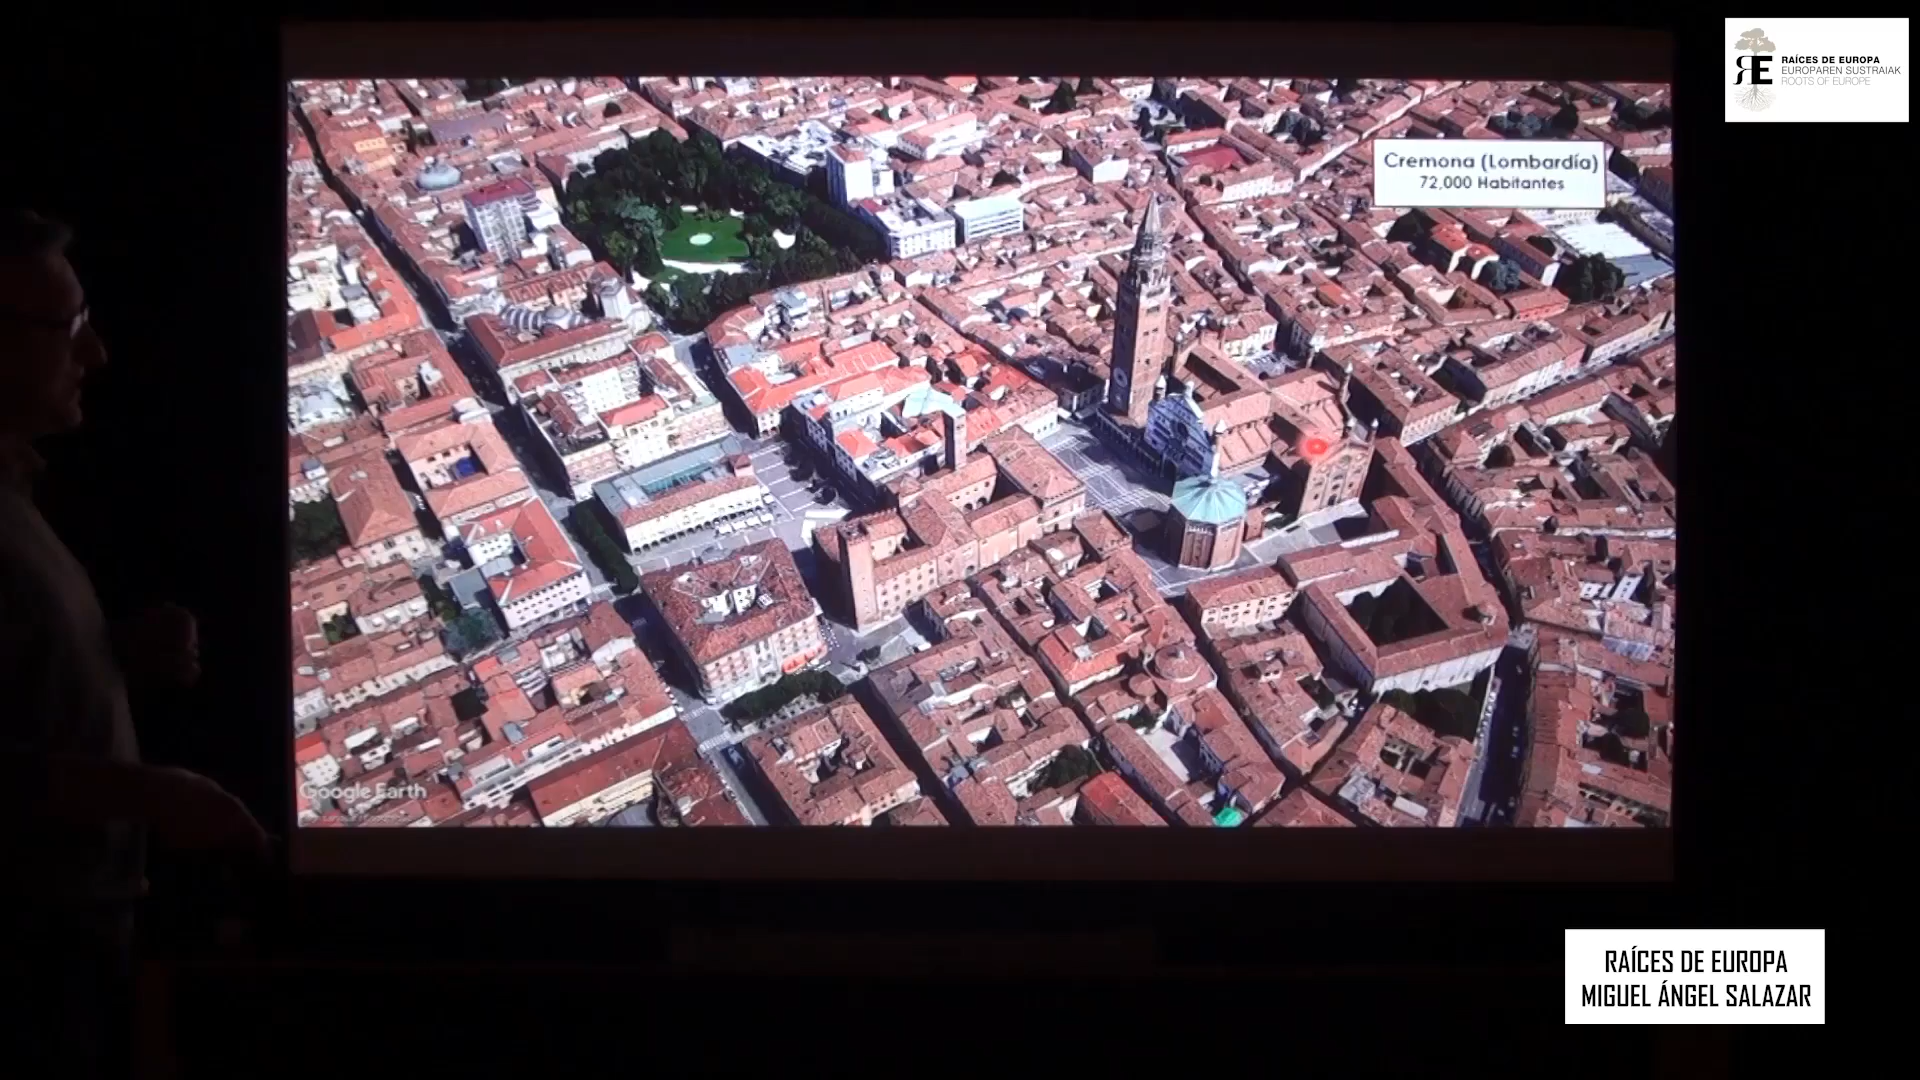 RAÍCES DE EUROPA
EUROPAREN SUSTRAIAK
ROOTS OF EUROPE
Cremona (Lombardía)
72,000 Habitantes
Google Earth
RAÍCES DE EUROPA
MIGUEL ÁNGEL SALAZAR